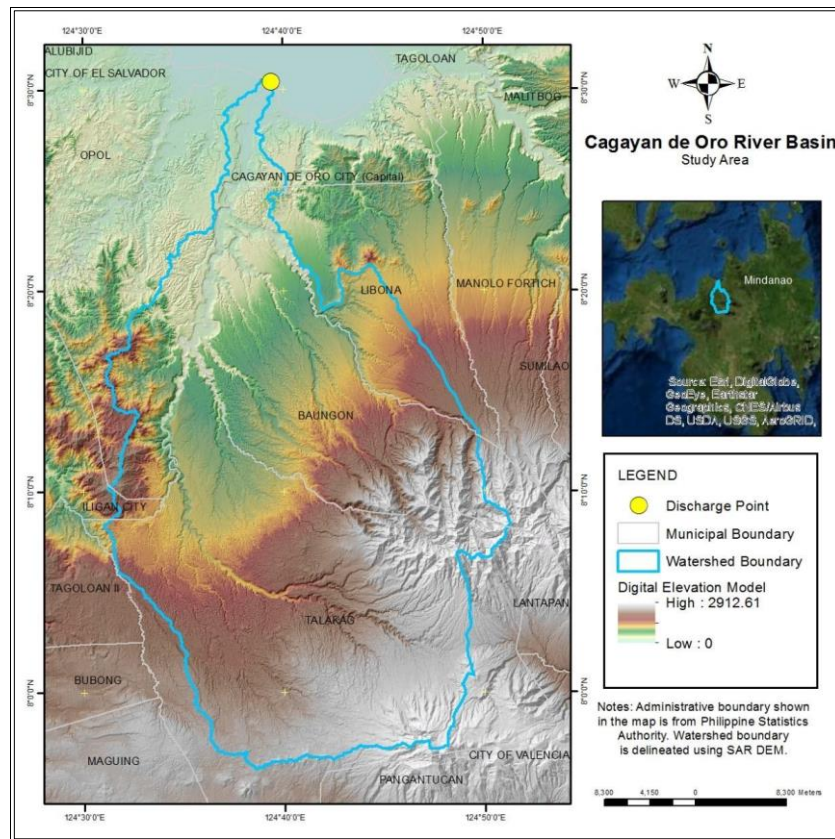 124°30'0"E
124°40'0"E
124°50'0"E
ALUBIJID
CITY OF EL SALVADOR
TAGOLOAN
MALITBOG
8°30'0"N
8°30'0"N
OPOL
CAGAYAN DE ORO CITY (Capital)
8°20'0"N
8°20'0"N
LIBONA
MANOLO FORTICH
SUMILAO
BAUNGON
8°10'0"N
8°10'0"N
ILIGAN CITY
TAGOLOAN II
TALAKAG
LANTAPAN
BUBONG
8°0'0"N
8°0'0"N
MAGUING
CITY OF VALENCIA
PANGANTUCAN
124°30'0"E
124°40'0"E
124°50'0"E
N
W
E
S
Cagayan de Oro River Basin
Study Area
Mindanao
Source: Esri, DigitalGlobe,
GeoEye, Earthstar
Geographics, CNES/Airbus
DS, USDA, USGS, AeroGRID,
LEGEND
Discharge Point
Municipal Boundary
Watershed Boundary
Digital Elevation Model
High : 2912.61
Low : 0
Notes: Administrative boundary shown
in the map is from Philippine Statistics
Authority. Watershed boundary
is delineated using SAR DEM.
8,300 4,150 0 8,300 Meters